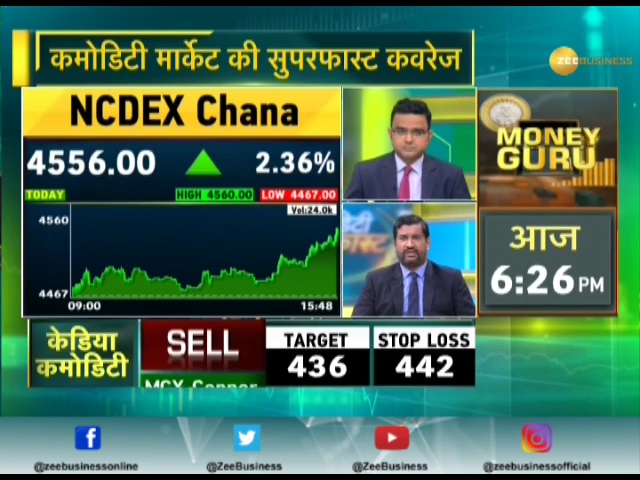 कमोडिटी मार्केट की सुपरफास्ट कवरेज
ZEEBUSINESS
NCDEX Chana
4556.00 2.36%
TODAY HIGH 4560.00 LOW 4467.00
Vol:24.0k
4560
4467
09:00 15:48
MONEY
GURU
आज
6:26 PM
केडिया
कमोडिटी
SELL
MCX Copper
TARGET
436
STOP LOSS
442
@zeebusinessonline
@ZeeBusiness
@ZeeBusiness
@zeebusinessofficial